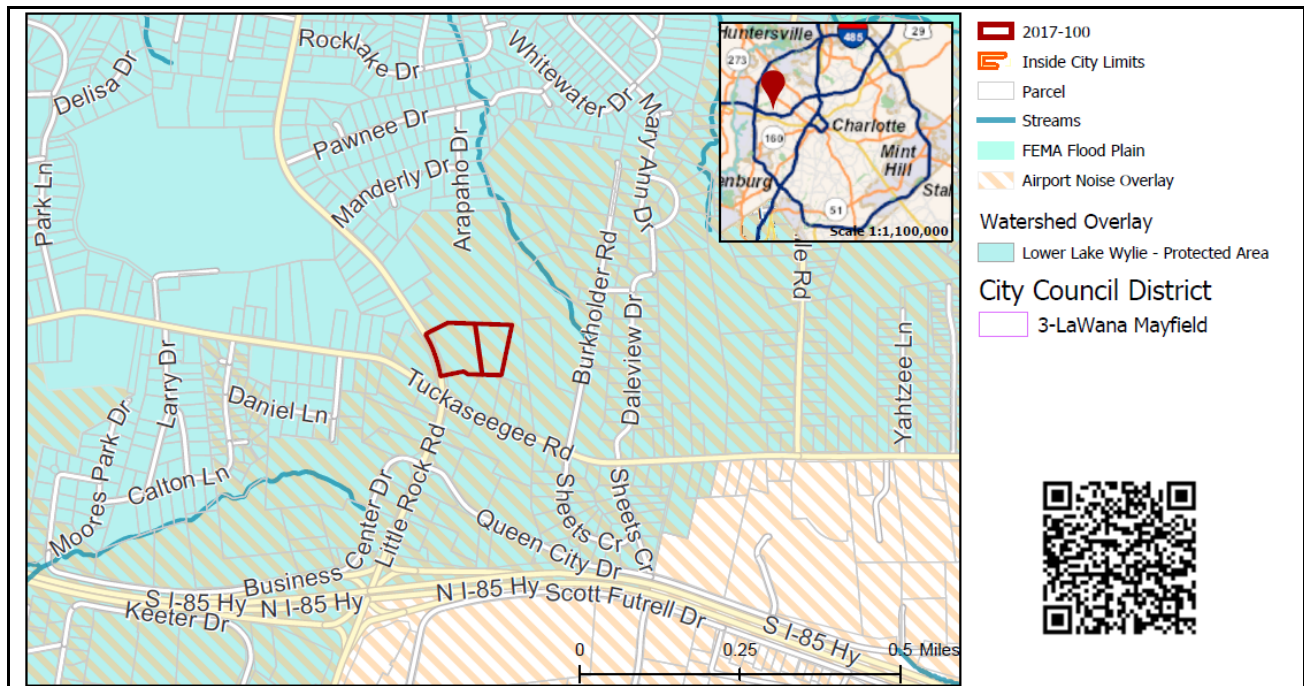 Rocklake Dr
Whitewater Dr
Delisa Dr
Pawnee Dr
Mary Ann Dr
Arapaho Dr
Manderly Dr
Park Ln
Burkholder Rd
Daleview Dr
lle Rd
Yahtzee Ln
Larry Dr
Daniel Ln
Tuckaseegee Rd
Moores Park Dr
Calton Ln
Little Rock Rd
Business Center Dr
Queen City Dr
Sheets Cr
Sheets Cr
S I-85 Hy
N I-85 Hy
N I-85 Hy
Scott Futrell Dr
S I-85 Hy
Keeter Dr
0
0.25
0.5 Miles
Huntersville
485
29
273
Charlotte
160
Mint
Hill
enburg
Stal
51
Scale 1:1,100,000
2017-100
Inside City Limits
Parcel
Streams
FEMA Flood Plain
Airport Noise Overlay
Watershed Overlay
Lower Lake Wylie - Protected Area
City Council District
3-LaWana Mayfield